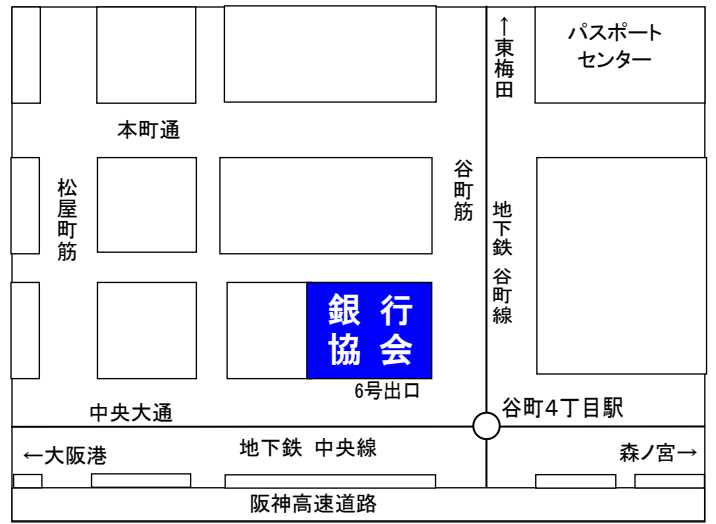 ↑東梅田
パスポート
センター
本町通
松屋町筋
谷町筋
地下鉄 谷町線
銀 行
協 会
6号出口
中央大通
谷町4丁目駅
←大阪港
地下鉄 中央線
森ノ宮→
阪神高速道路